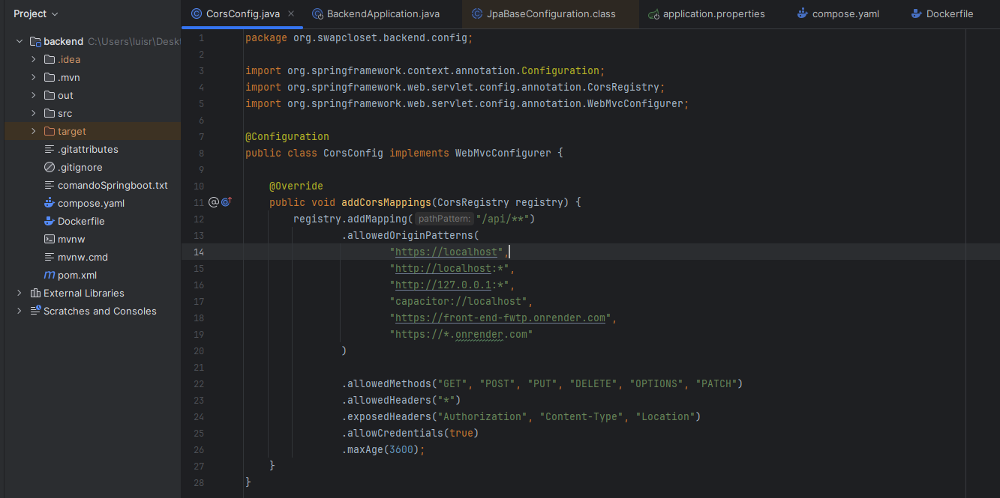 Project
CorsConfig.java
BackendApplication.java
JpaBaseConfiguration.class
application.properties
compose.yaml
Dockerfile
backend C:\Users\luisr\Deskt
.idea
.mvn
out
src
target
.gitattributes
.gitignore
comandoSpringboot.txt
compose.yaml
Dockerfile
mvnw
mvnw.cmd
pom.xml
External Libraries
Scratches and Consoles
1 package org.swapcloset.backend.config;
2
3 import org.springframework.context.annotation.Configuration;
4 import org.springframework.web.servlet.config.annotation.CorsRegistry;
5 import org.springframework.web.servlet.config.annotation.WebMvcConfigurer;
6
7 @Configuration
8 public class CorsConfig implements WebMvcConfigurer {
9
10 @Override
11 public void addCorsMappings(CorsRegistry registry) {
12 registry.addMapping( pathPattern: "/api/**")
13 .allowedOriginPatterns(
14 "https://localhost",
15 "http://localhost:*",
16 "http://127.0.0.1:*",
17 "capacitor://localhost",
18 "https://front-end-fwtp.onrender.com",
19 "https://*.onrender.com"
20 )
21
22 .allowedMethods("GET", "POST", "PUT", "DELETE", "OPTIONS", "PATCH")
23 .allowedHeaders("*")
24 .exposedHeaders("Authorization", "Content-Type", "Location")
25 .allowCredentials(true)
26 .maxAge(3600);
27 }
28 }